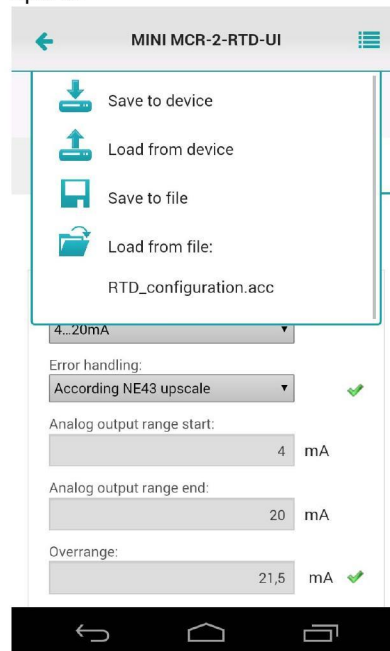 MINI MCR-2-RTD-UI
Save to device
Load from device
Save to file
Load from file:
RTD_configuration.acc
4...20mA
Error handling:
According NE43 upscale
Analog output range start:
4 mA
Analog output range end:
20 mA
Overrange:
21,5 mA